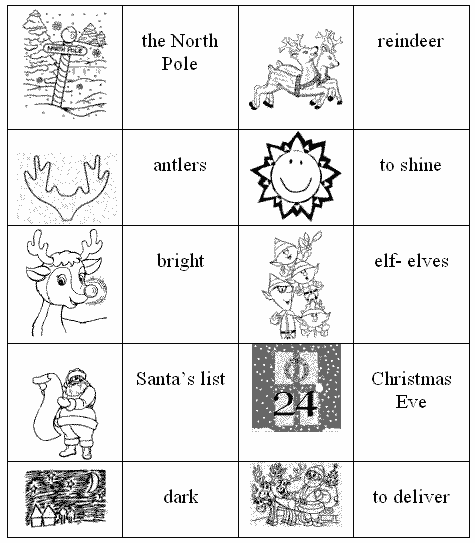 NORTH POLE
the North
Pole
reindeer
antlers
to shine
bright
elf- elves
Santa`s list
24
Christmas
Eve
dark
to deliver